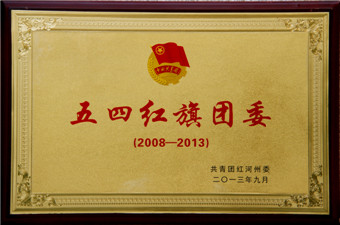 五四红旗团委
(2008—2013)
共青团红河州委
二〇一三年九月